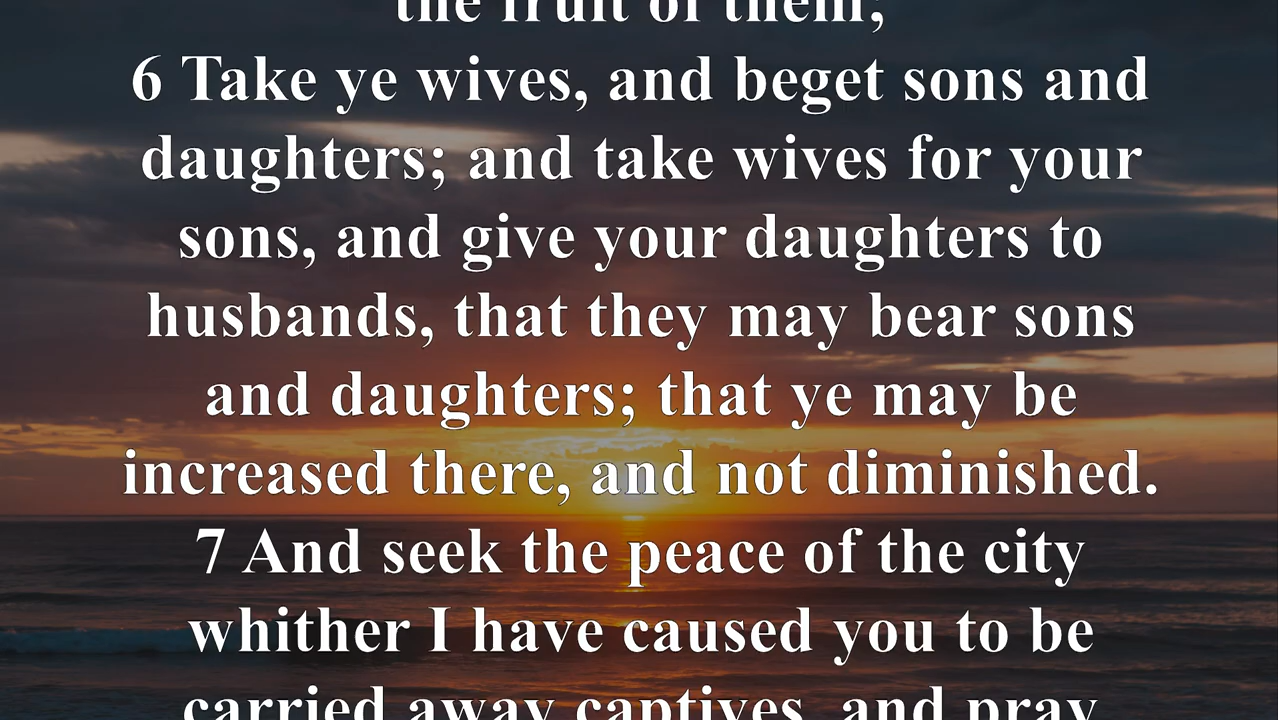 the fruit of them;
6 Take ye wives, and beget sons and
daughters; and take wives for your
sons, and give your daughters to
husbands, that they may bear sons
and daughters; that ye may be
increased there, and not diminished.
7 And seek the peace of the city
whither I have caused you to be
carried away captives, and pray